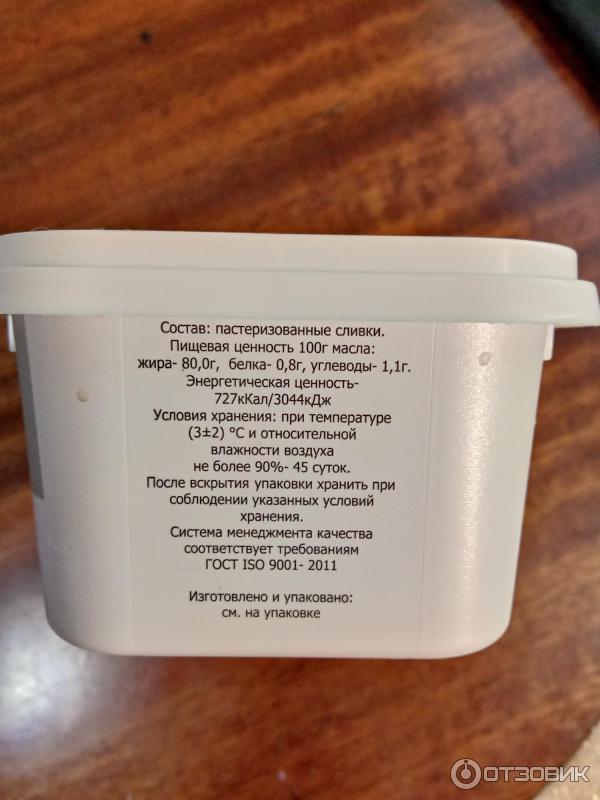 Состав: пастеризованные сливки.
Пищевая ценность 100г масла:
жира- 80,0г, белка- 0,8г, углеводы- 1,1г.
Энергетическая ценность-
727кКал/3044кДж
Условия хранения: при температуре
(3±2) °С и относительной
влажности воздуха
не более 90%- 45 суток.
После вскрытия упаковки хранить при
соблюдении указанных условий
хранения.
Система менеджмента качества
соответствует требованиям
ГОСТ ISO 9001- 2011
Изготовлено и упаковано:
см. на упаковке
ОТЗОВИК